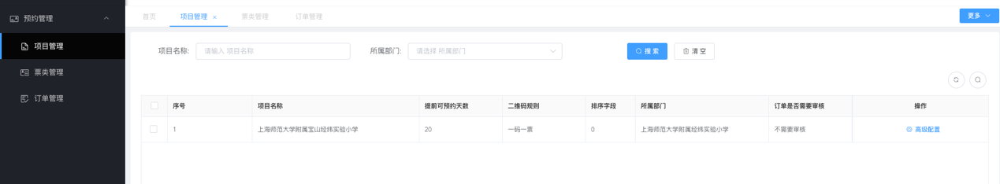 预约管理
项目管理
票类管理
订单管理
首页 项目管理 × 票类管理 订单管理 更多
项目名称: 请输入 项目名称 所属部门: 请选择 所属部门 搜 索 清 空
序号 项目名称 提前可预约天数 二维码规则 排序字段 所属部门 订单是否需要审核 操作
1 上海师范大学附属宝山经纬实验小学 20 一码一票 0 上海师范大学附属经纬实验小学 不需要审核 高级配置